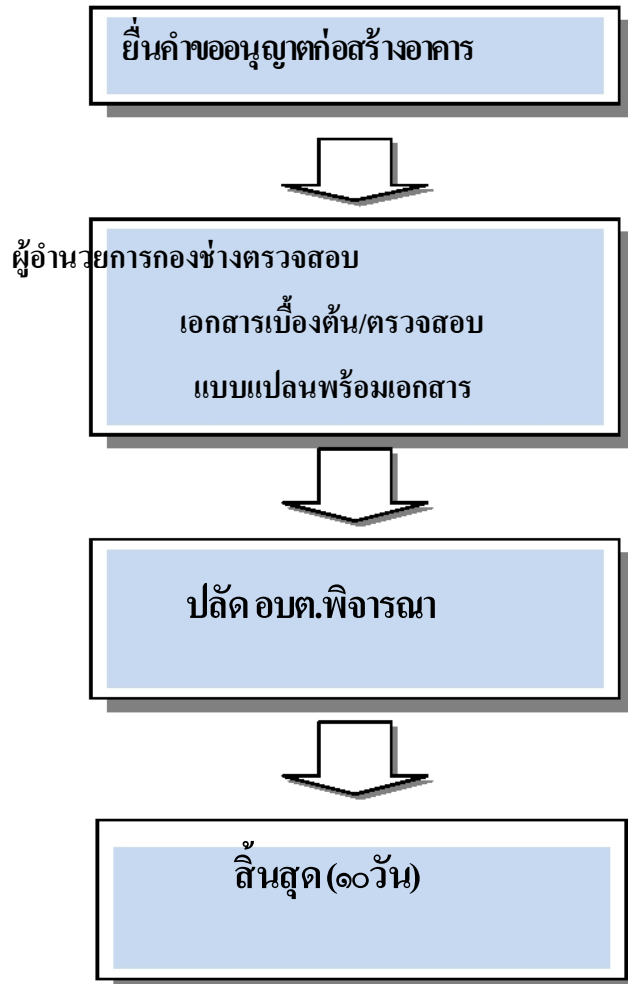 ยื่นคำขออนุญาตก่อสร้างอาคาร
ผู้อำนวยการกองช่างตรวจสอบ
เอกสารเบื้องต้น/ตรวจสอบ
แบบแปลนพร้อมเอกสาร
ปลัด อบต.พิจารณา
สิ้นสุด (๑๐วัน)